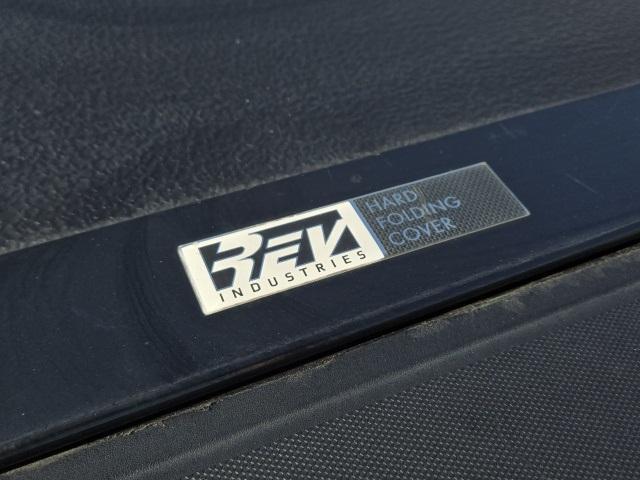 REV
INDUSTRIES
HARD
FOLDING
COVER